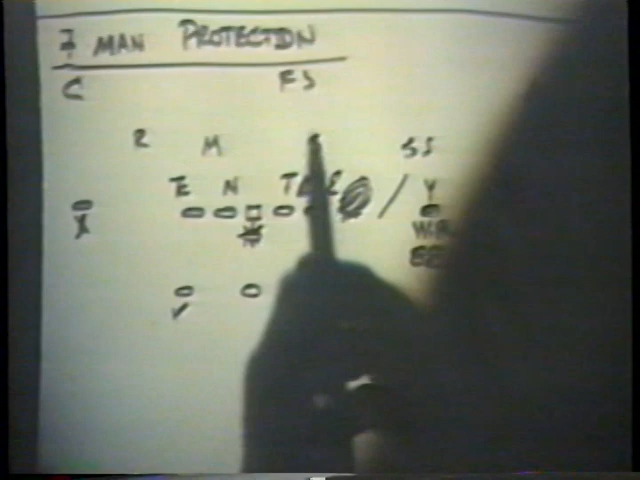 7 MAN PROTECTION
C FS
R M SS
E N T Y
X WR